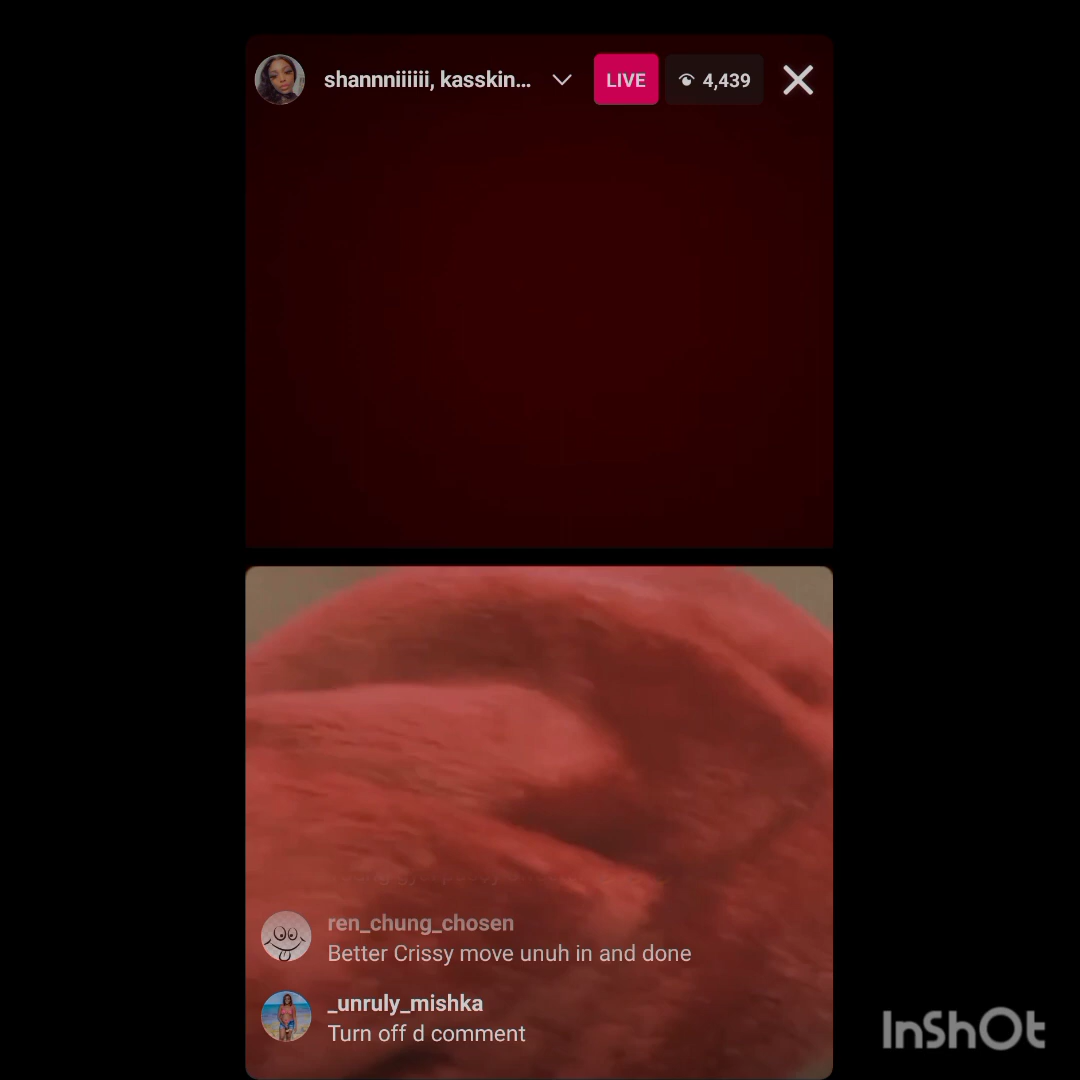 shannniiiiii, kasskin...
LIVE
4,439
ren_chung_chosen
Better Crissy move unuh in and done
_unruly_mishka
Turn off d comment
InShOt